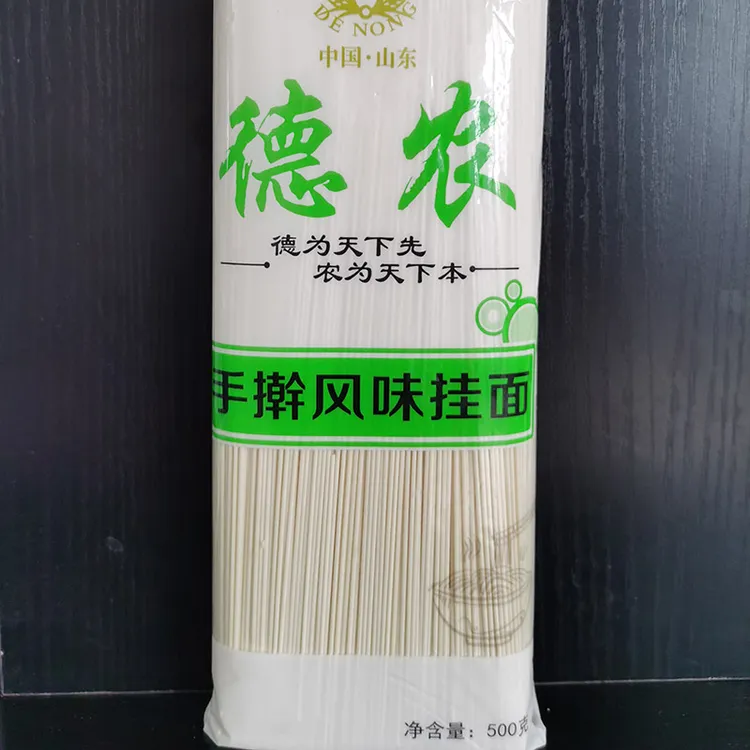 DE NONG
中国·山东
德农
德为天下先
农为天下本
手擀风味挂面
净含量：500克